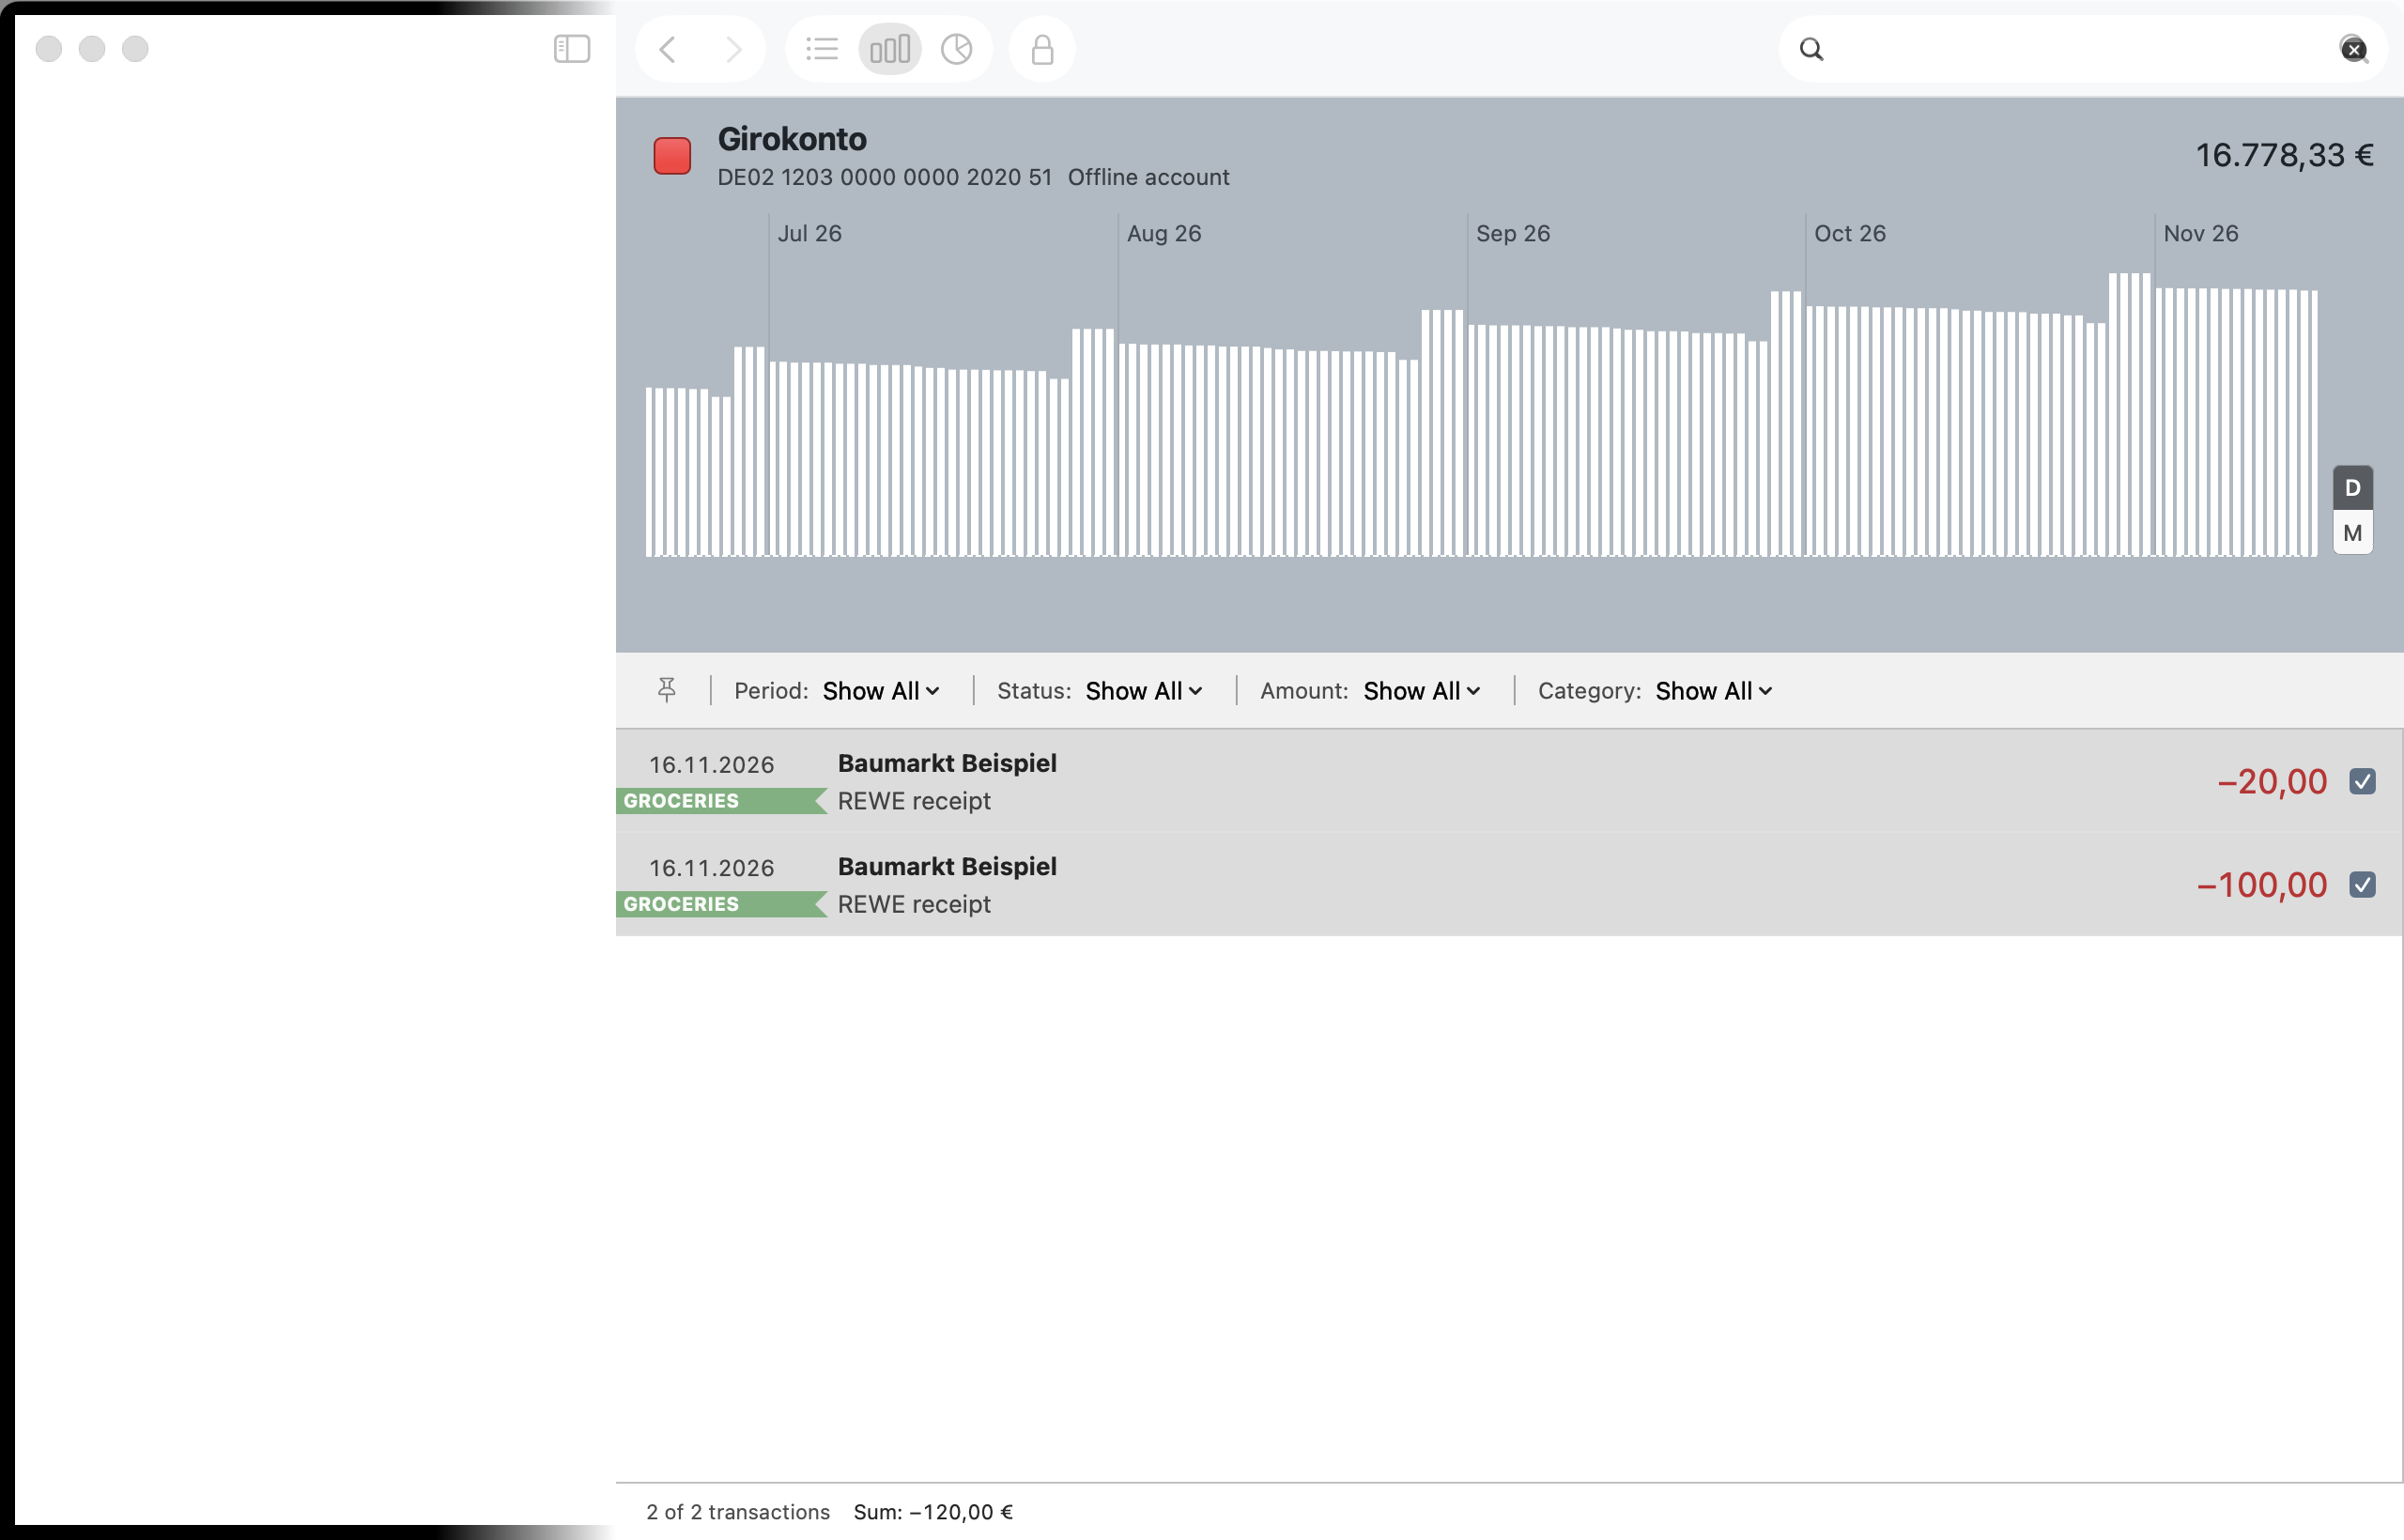 Girokonto
DE02 1203 0000 0000 2020 51 Offline account
16.778,33 €
Jul 26 Aug 26 Sep 26 Oct 26 Nov 26
D
M
Period: Show All Status: Show All Amount: Show All Category: Show All
16.11.2026 Baumarkt Beispiel
GROCERIES REWE receipt
–20,00
16.11.2026 Baumarkt Beispiel
GROCERIES REWE receipt
–100,00
2 of 2 transactions Sum: –120,00 €